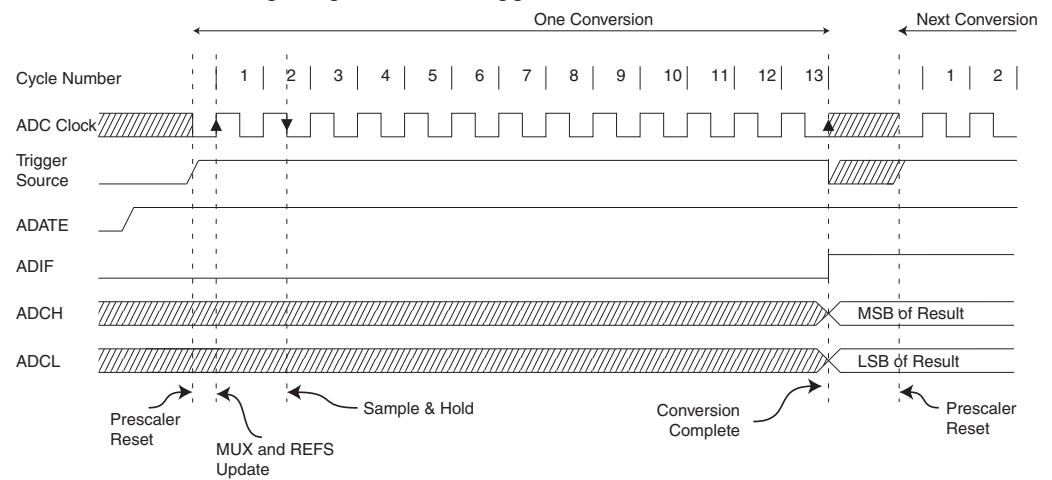 One Conversion
Next Conversion
Cycle Number
1 2 3 4 5 6 7 8 9 10 11 12 13 1 2
ADC Clock
Trigger
Source
ADATE
ADIF
ADCH
MSB of Result
ADCL
LSB of Result
Prescaler
Reset
MUX and REFS
Update
Sample & Hold
Conversion
Complete
Prescaler
Reset